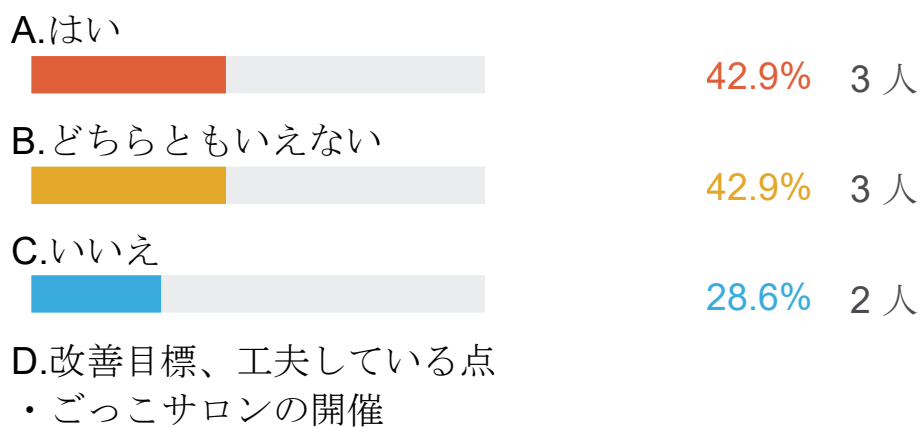 A.はい
42.9% 3 人
B.どちらともいえない
42.9% 3 人
C.いいえ
28.6% 2 人
D.改善目標、工夫している点
・ごっこサロンの開催